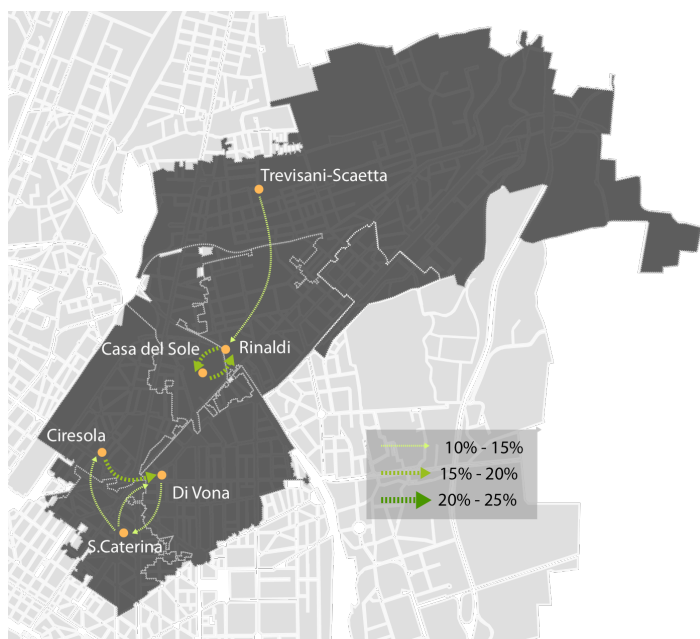 Trevisani-Scaetta
Casa del Sole
Rinaldi
Ciresola
Di Vona
S.Caterina
10% - 15%
15% - 20%
20% - 25%